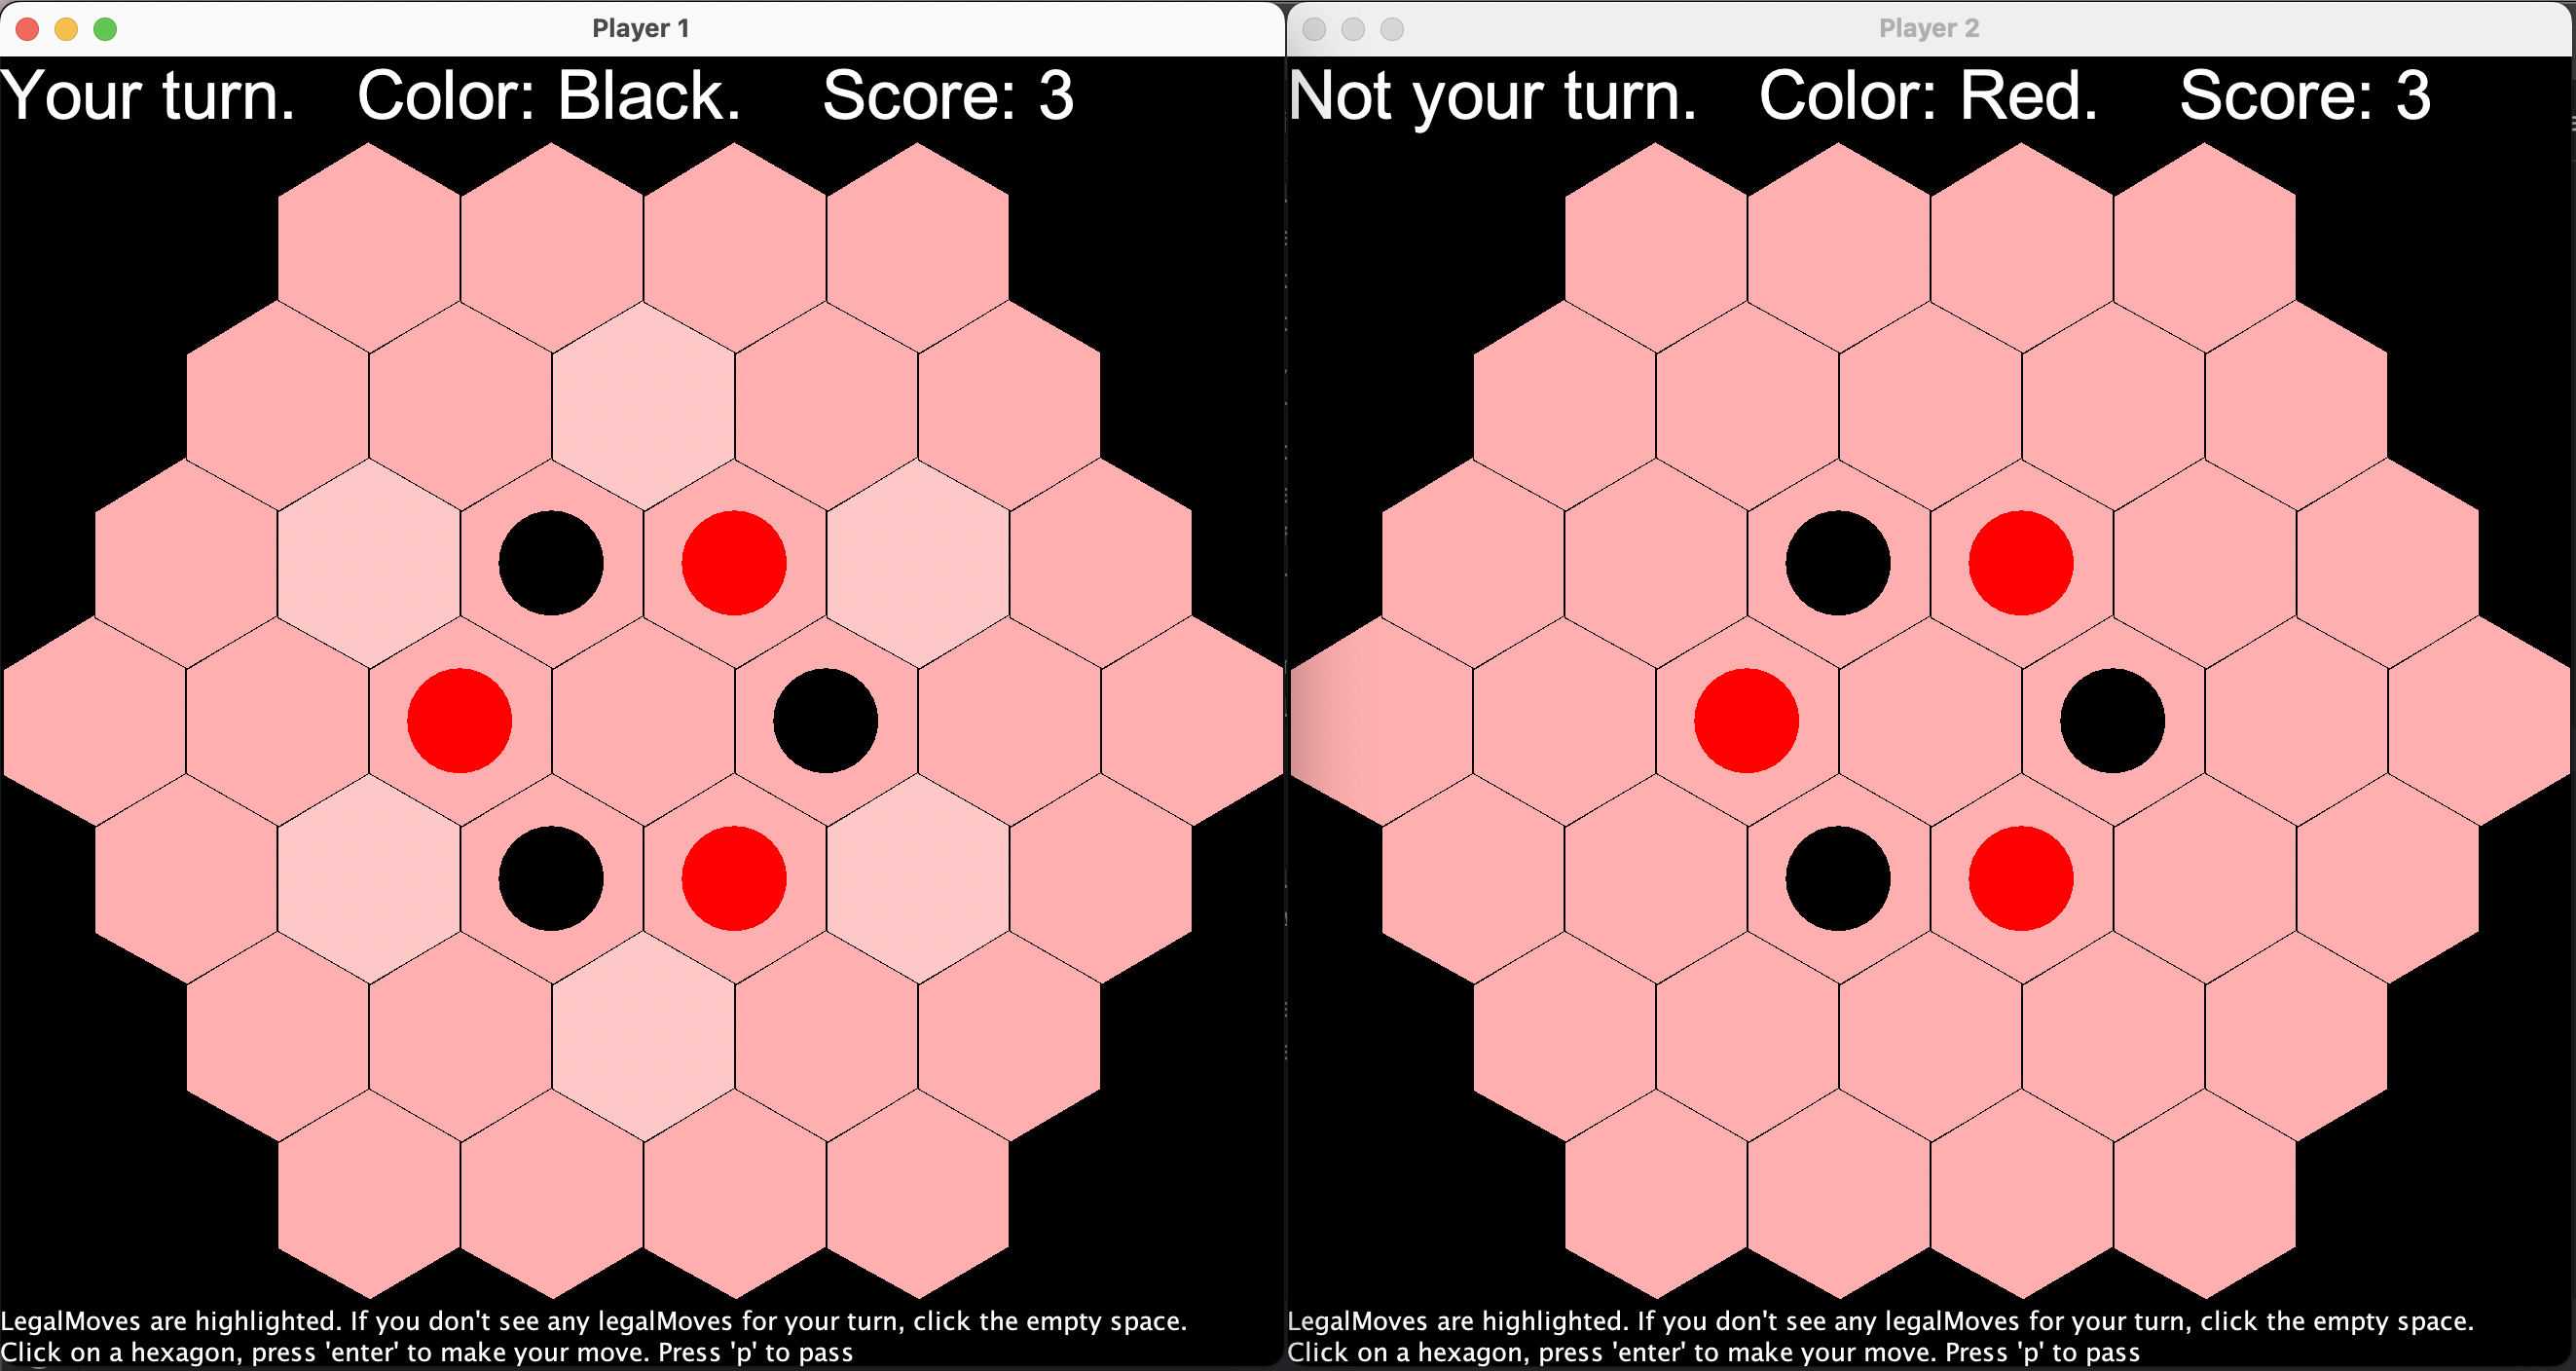 Player 1
Your turn. Color: Black. Score: 3
LegalMoves are highlighted. If you don't see any legalMoves for your turn, click the empty space.
Click on a hexagon, press 'enter' to make your move. Press 'p' to pass
Player 2
Not your turn. Color: Red. Score: 3
LegalMoves are highlighted. If you don't see any legalMoves for your turn, click the empty space.
Click on a hexagon, press 'enter' to make your move. Press 'p' to pass